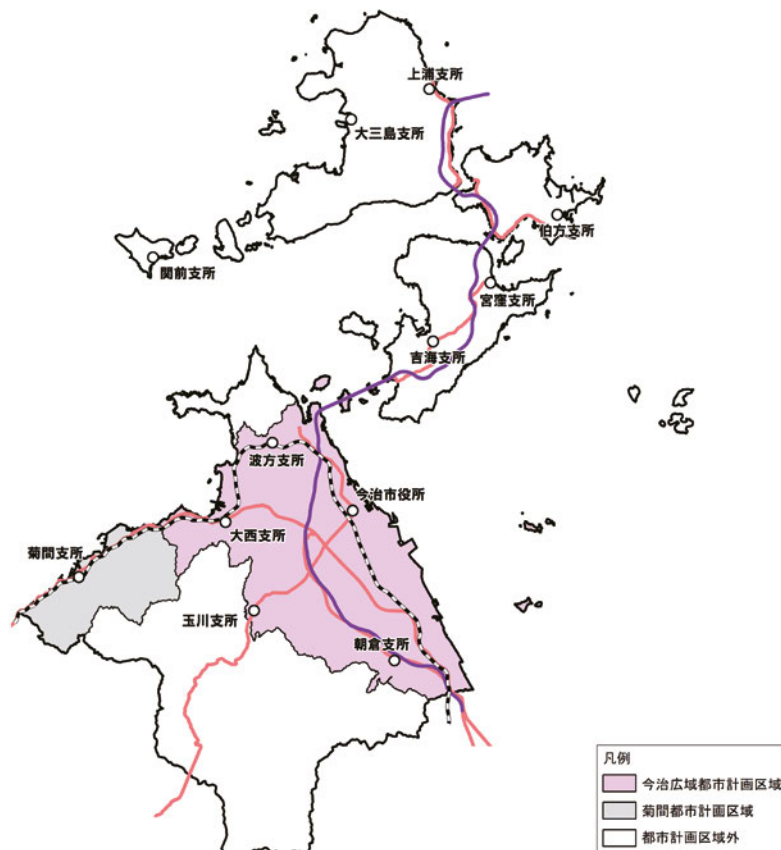 上浦支所
大三島支所
伯方支所
関前支所
宮窪支所
吉海支所
波方支所
今治市役所
大西支所
菊間支所
玉川支所
朝倉支所
凡例
今治広域都市計画区域
菊間都市計画区域
都市計画区域外